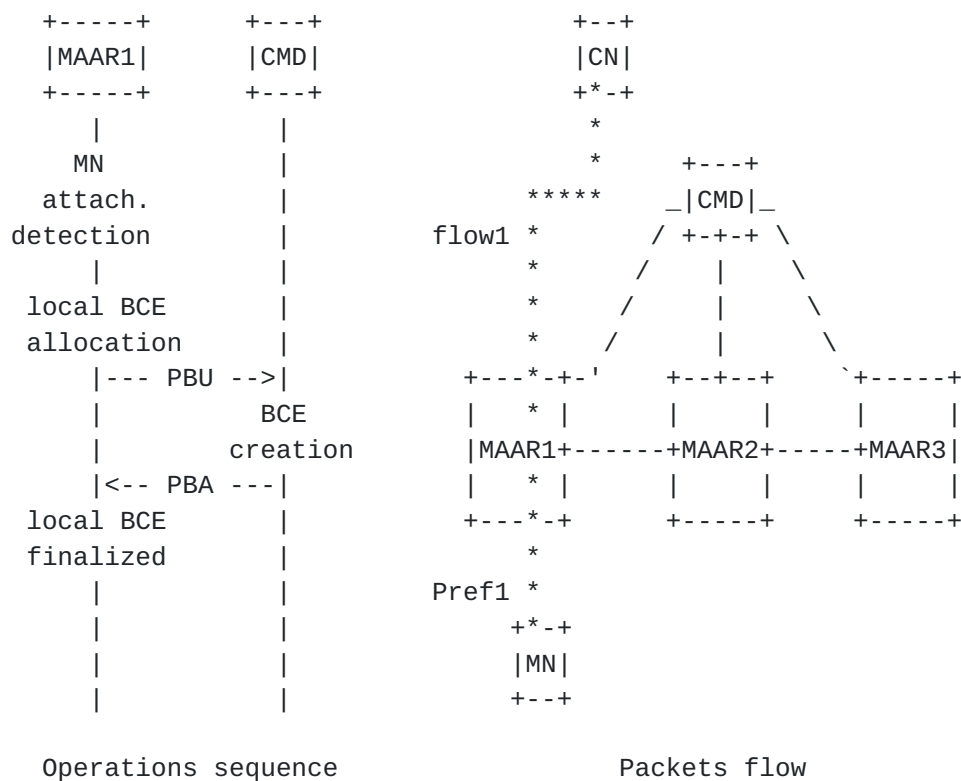 +-----+      +---+                +--+
|MAAR1|      |CMD|                |CN|
+-----+      +---+                +*-+
   |           |                   *
  MN           |                   *     +---+
attach.        |               *****    _|CMD|_
detection      |         flow1 *       / +-+-+ \
   |           |               *      /    |    \
local BCE      |               *     /     |     \
allocation     |               *    /      |      \
   |--- PBU -->|           +---*-+-'    +--+--+    `+-----+
   |          BCE          |   * |      |     |     |     |
   |        creation       |MAAR1+------+MAAR2+-----+MAAR3|
   |<-- PBA ---|           |   * |      |     |     |     |
local BCE      |           +---*-+      +-----+     +-----+
finalized      |               *
   |           |         Pref1 *
   |           |              +*-+
   |           |              |MN|
   |           |              +--+
Operations sequence                  Packets flow